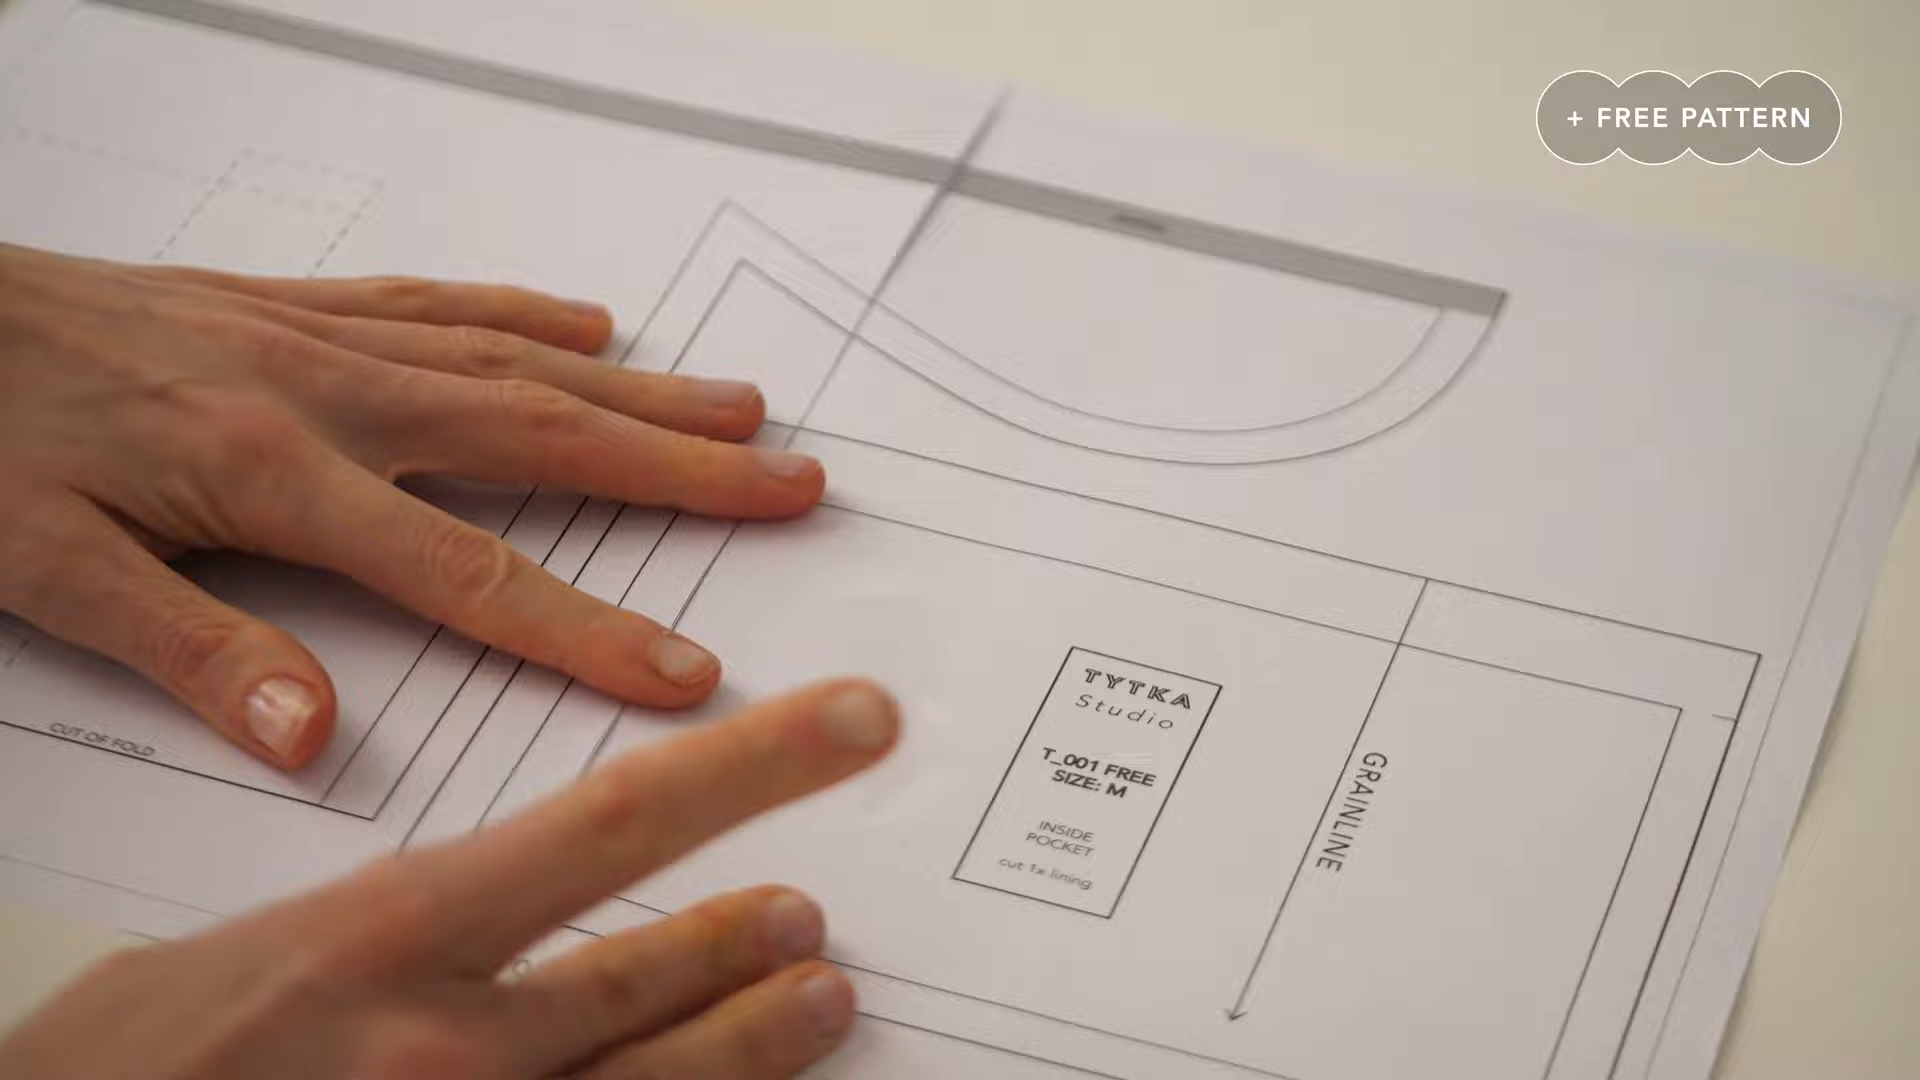 + FREE PATTERN
TYTKA
Studio
T_001 FREE
SIZE: M
INSIDE
POCKET
cut 1x lining
GRAINLINE
CUT OF FOLD